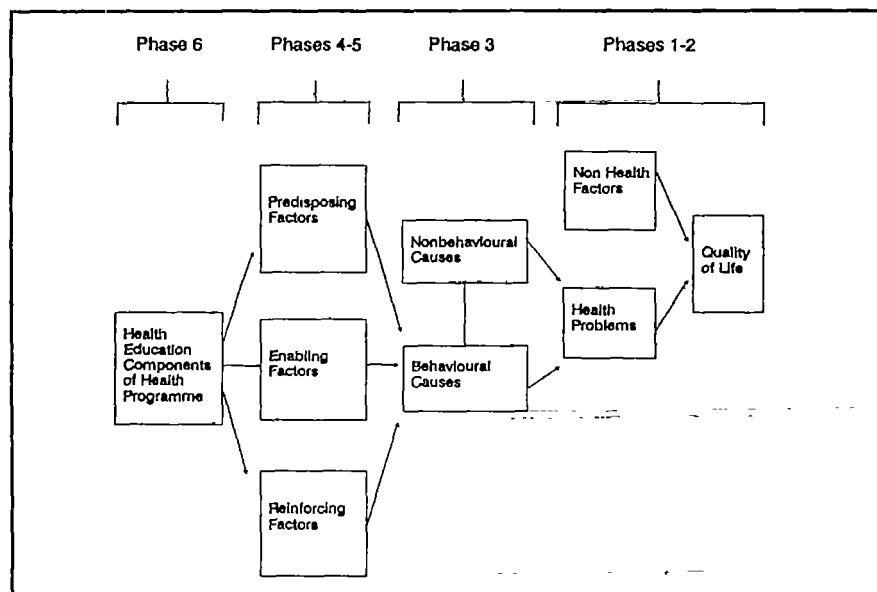 Phase 6
Phases 4-5
Phase 3
Phases 1-2
Health
Education
Components
of Health
Programme
Predisposing
Factors
Enabling
Factors
Reinforcing
Factors
Nonbehavioural
Causes
Behavioural
Causes
Non Health
Factors
Health
Problems
Quality
of Life